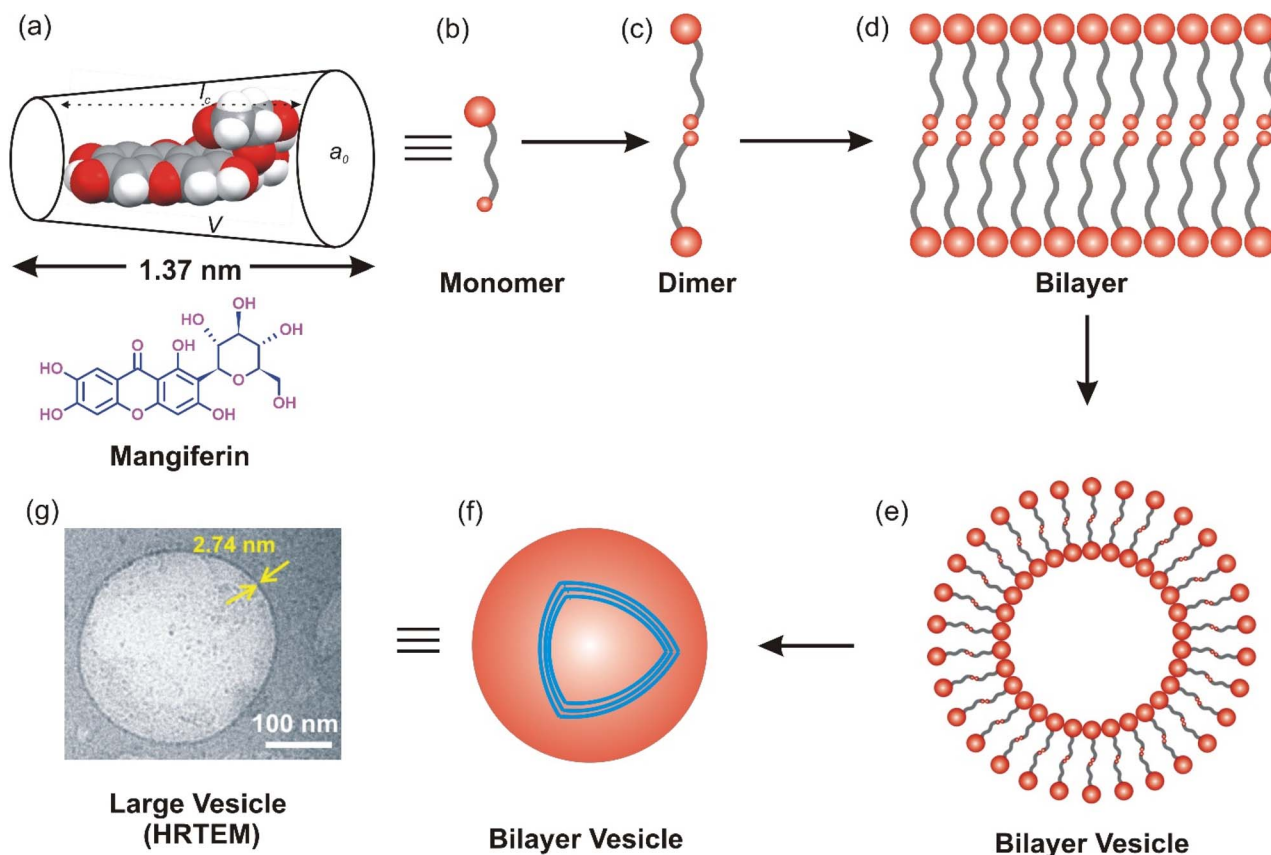 (a)
l_c
a_0
V
1.37 nm
(b)
Monomer
(c)
Dimer
(d)
Bilayer
OH
HO
OH
O
OH
OH
HO
O
OH
HO
O
OH
Mangiferin
(g)
2.74 nm
100 nm
Large Vesicle
(HRTEM)
(f)
Bilayer Vesicle
(e)
Bilayer Vesicle